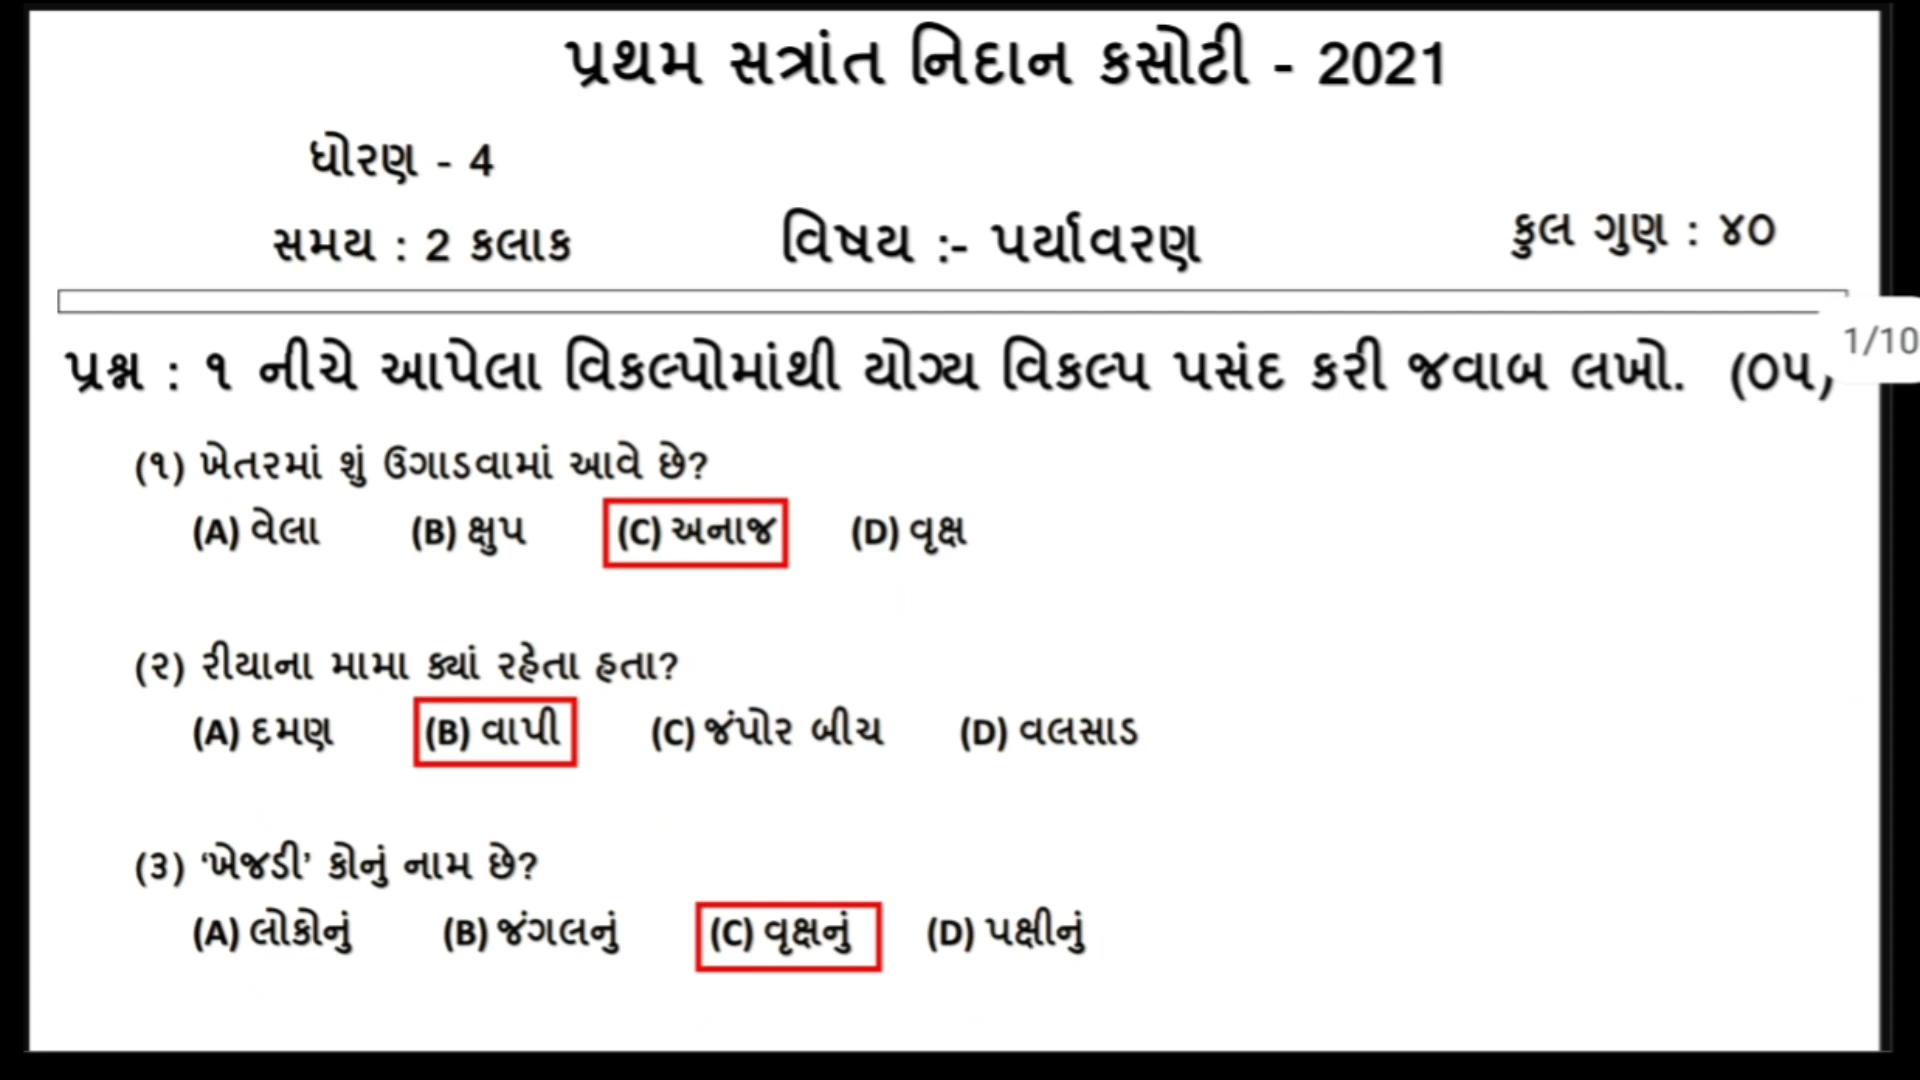 પ્રથમ સત્રાંત નિદાન કસોટી - 2021
ધોરણ - 4
સમય : 2 કલાક વિષય :- પર્યાવરણ કુલ ગુણ : ૪૦
1/10
પ્રશ્ન : ૧ નીચે આપેલા વિકલ્પોમાંથી યોગ્ય વિકલ્પ પસંદ કરી જવાબ લખો. (૦૫)
(૧) ખેતરમાં શું ઉગાડવામાં આવે છે?
(A) વેલા (B) ક્ષુપ (C) અનાજ (D) વૃક્ષ
(૨) રીયાના મામા ક્યાં રહેતા હતા?
(A) દમણ (B) વાપી (C) જંપોર બીચ (D) વલસાડ
(૩) ‘ખેજડી’ કોનું નામ છે?
(A) લોકોનું (B) જંગલનું (C) વૃક્ષનું (D) પક્ષીનું